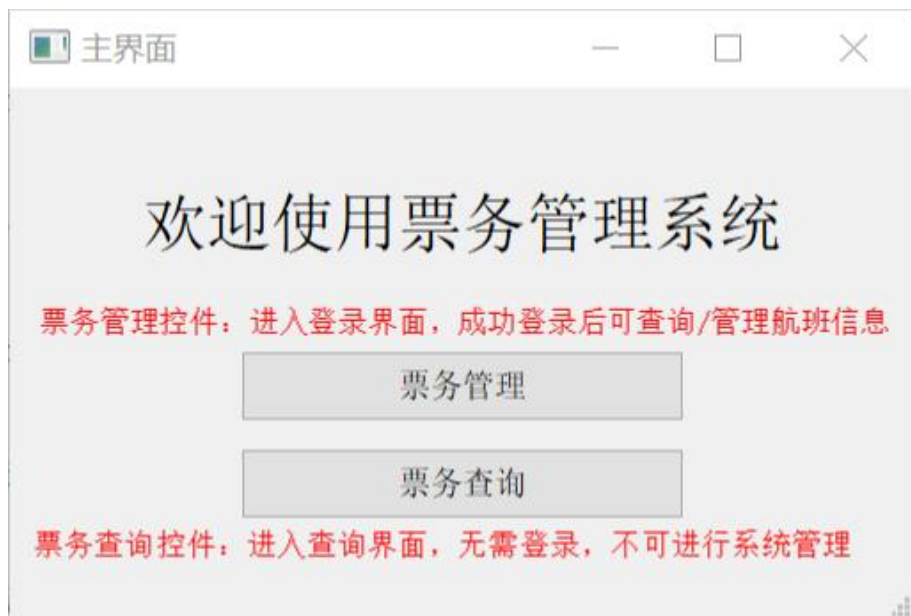 主界面
欢迎使用票务管理系统
票务管理控件：进入登录界面，成功登录后可查询/管理航班信息
票务管理
票务查询
票务查询控件：进入查询界面，无需登录，不可进行系统管理